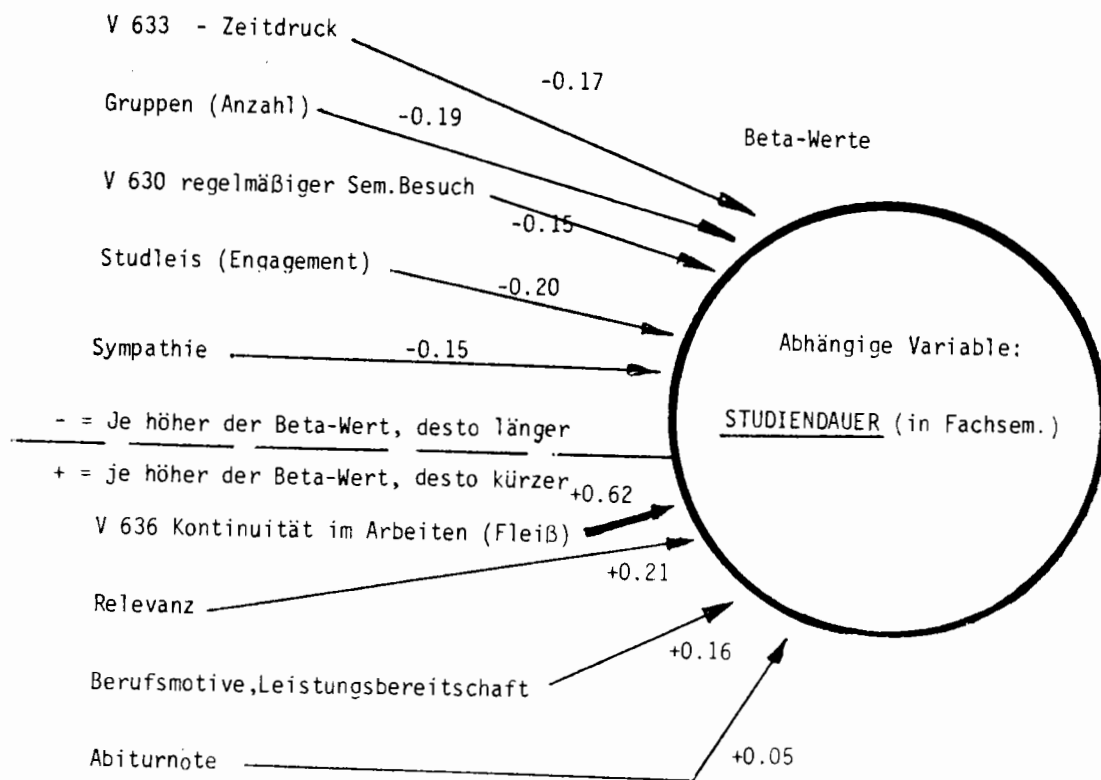 V 633 - Zeitdruck
-0.17
Gruppen (Anzahl)
-0.19
Beta-Werte
V 630 regelmäßiger Sem.Besuch
-0.15
Studleis (Engagement)
-0.20
Sympathie
-0.15
Abhängige Variable:
STUDIENDAUER (in Fachsem.)
- = Je höher der Beta-Wert, desto länger
+ = je höher der Beta-Wert, desto kürzer
+0.62
V 636 Kontinuität im Arbeiten (Fleiß)
+0.21
Relevanz
+0.16
Berufsmotive,Leistungsbereitschaft
Abiturnote
+0.05